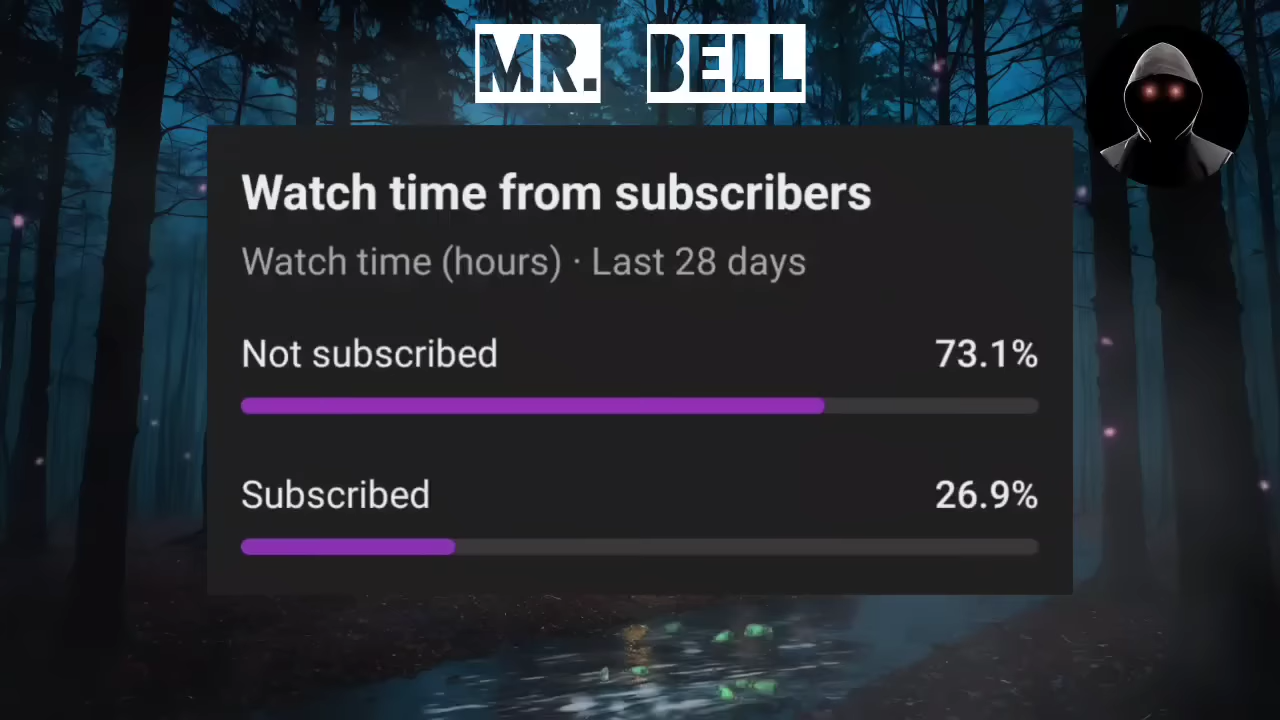 MR. BELL
Watch time from subscribers
Watch time (hours) · Last 28 days
Not subscribed 73.1%
Subscribed 26.9%